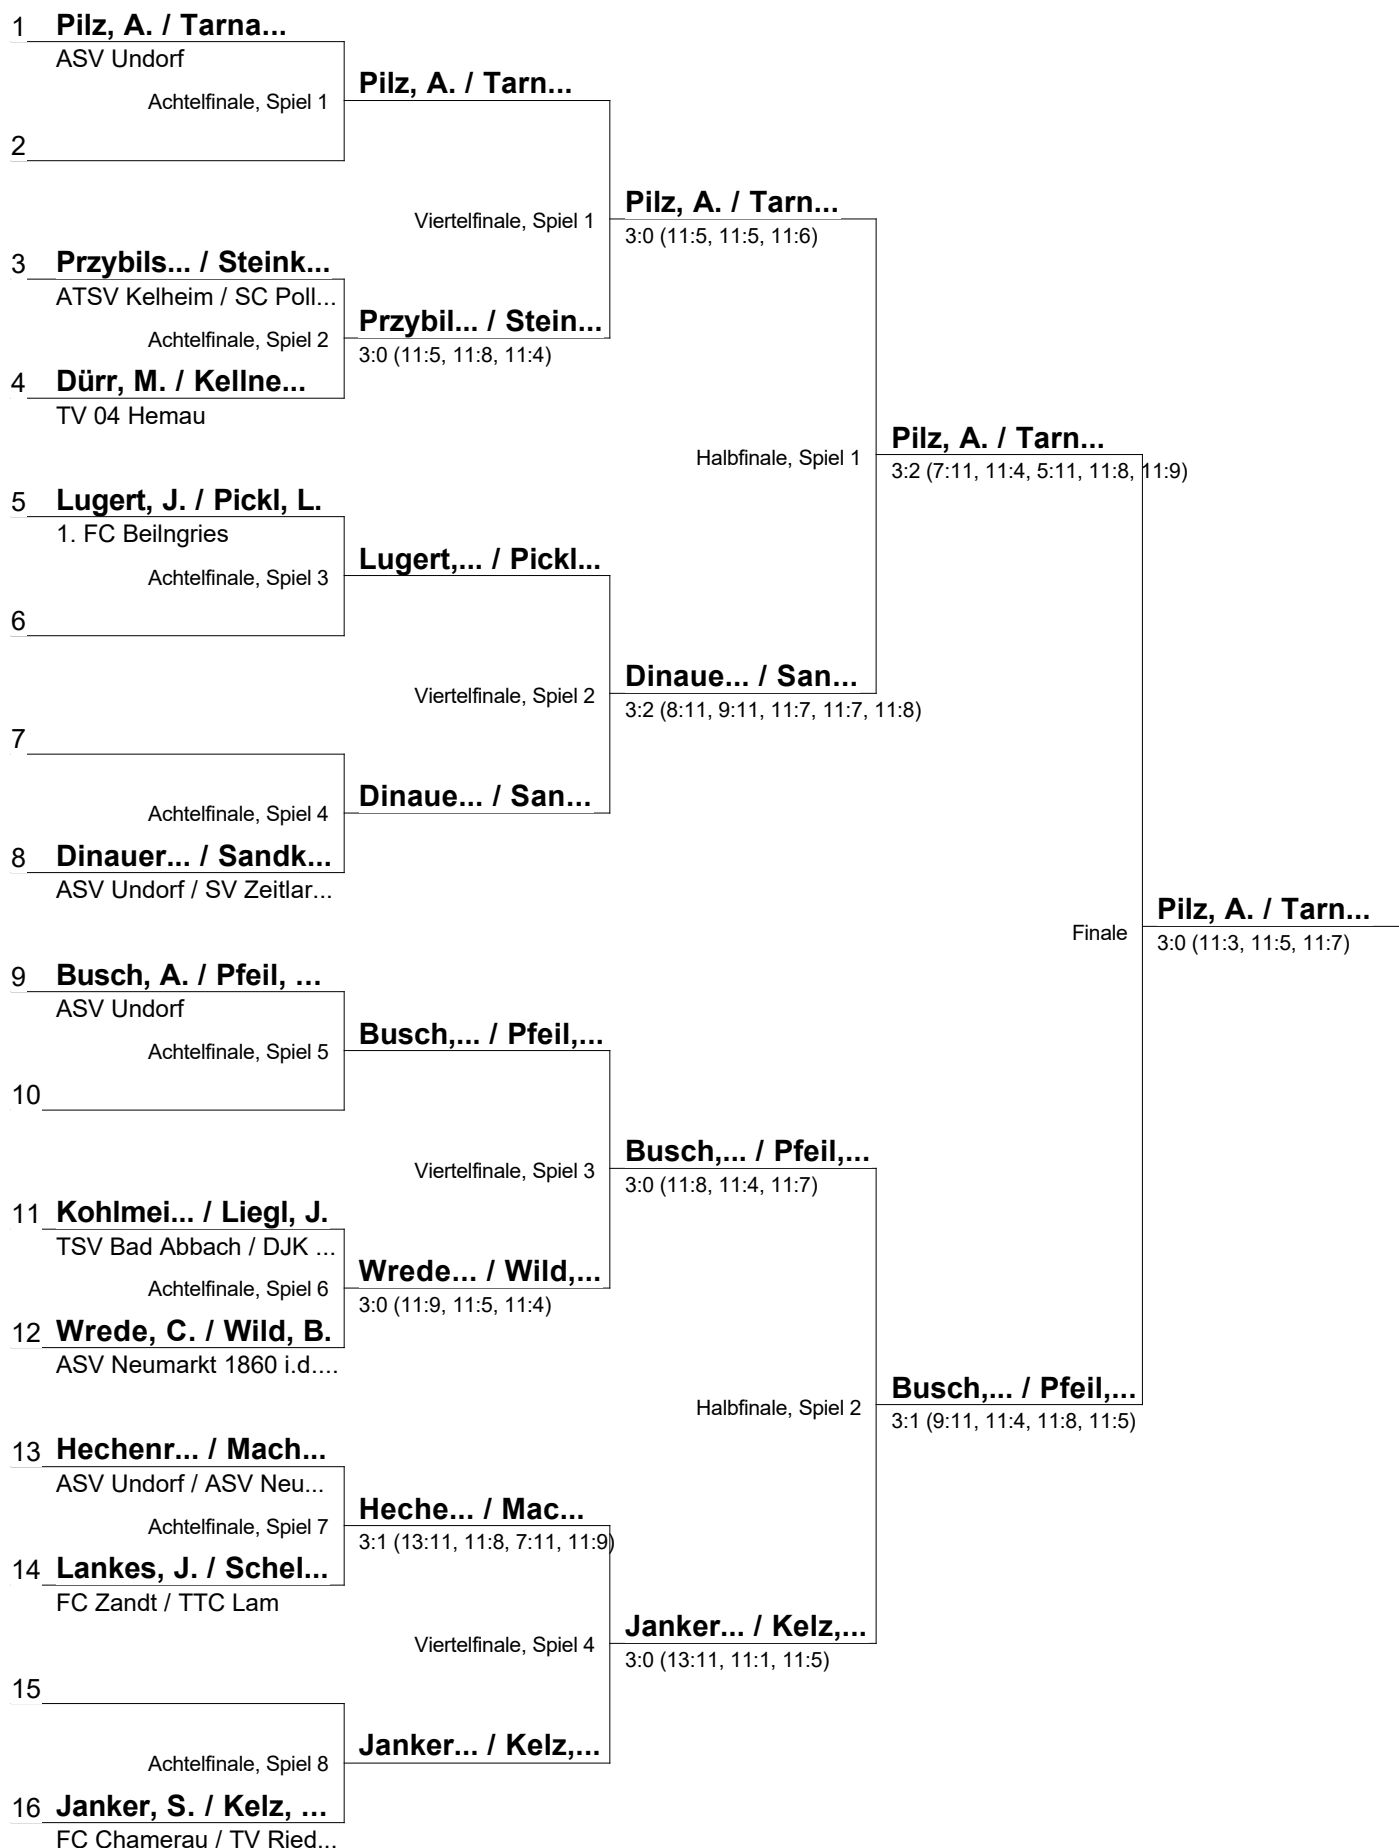 1 Pilz, A. / Tarna...
ASV Undorf
Achtelfinale, Spiel 1
Pilz, A. / Tarn...
2
Viertelfinale, Spiel 1
Pilz, A. / Tarn...
3:0 (11:5, 11:5, 11:6)
3 Przybils... / Steink...
ATSV Kelheim / SC Poll...
Achtelfinale, Spiel 2
Przybil... / Stein...
3:0 (11:5, 11:8, 11:4)
4 Dürr, M. / Kellne...
TV 04 Hemau
Halbfinale, Spiel 1
Pilz, A. / Tarn...
3:2 (7:11, 11:4, 5:11, 11:8, 11:9)
5 Lugert, J. / Pickl, L.
1. FC Beilngries
Achtelfinale, Spiel 3
Lugert,... / Pickl...
6
Viertelfinale, Spiel 2
Dinaue... / San...
3:2 (8:11, 9:11, 11:7, 11:7, 11:8)
7
Achtelfinale, Spiel 4
Dinaue... / San...
8 Dinauer... / Sandk...
ASV Undorf / SV Zeitlar...
Finale
Pilz, A. / Tarn...
3:0 (11:3, 11:5, 11:7)
9 Busch, A. / Pfeil, ...
ASV Undorf
Achtelfinale, Spiel 5
Busch,... / Pfeil,...
10
Viertelfinale, Spiel 3
Busch,... / Pfeil,...
3:0 (11:8, 11:4, 11:7)
11 Kohlmei... / Liegl, J.
TSV Bad Abbach / DJK ...
Achtelfinale, Spiel 6
Wrede... / Wild,...
3:0 (11:9, 11:5, 11:4)
12 Wrede, C. / Wild, B.
ASV Neumarkt 1860 i.d....
Halbfinale, Spiel 2
Busch,... / Pfeil,...
3:1 (9:11, 11:4, 11:8, 11:5)
13 Hechenr... / Mach...
ASV Undorf / ASV Neu...
Achtelfinale, Spiel 7
Heche... / Mac...
3:1 (13:11, 11:8, 7:11, 11:9)
14 Lankes, J. / Schel...
FC Zandt / TTC Lam
Viertelfinale, Spiel 4
Janker... / Kelz,...
3:0 (13:11, 11:1, 11:5)
15
Achtelfinale, Spiel 8
Janker... / Kelz,...
16 Janker, S. / Kelz, ...
FC Chamerau / TV Ried...